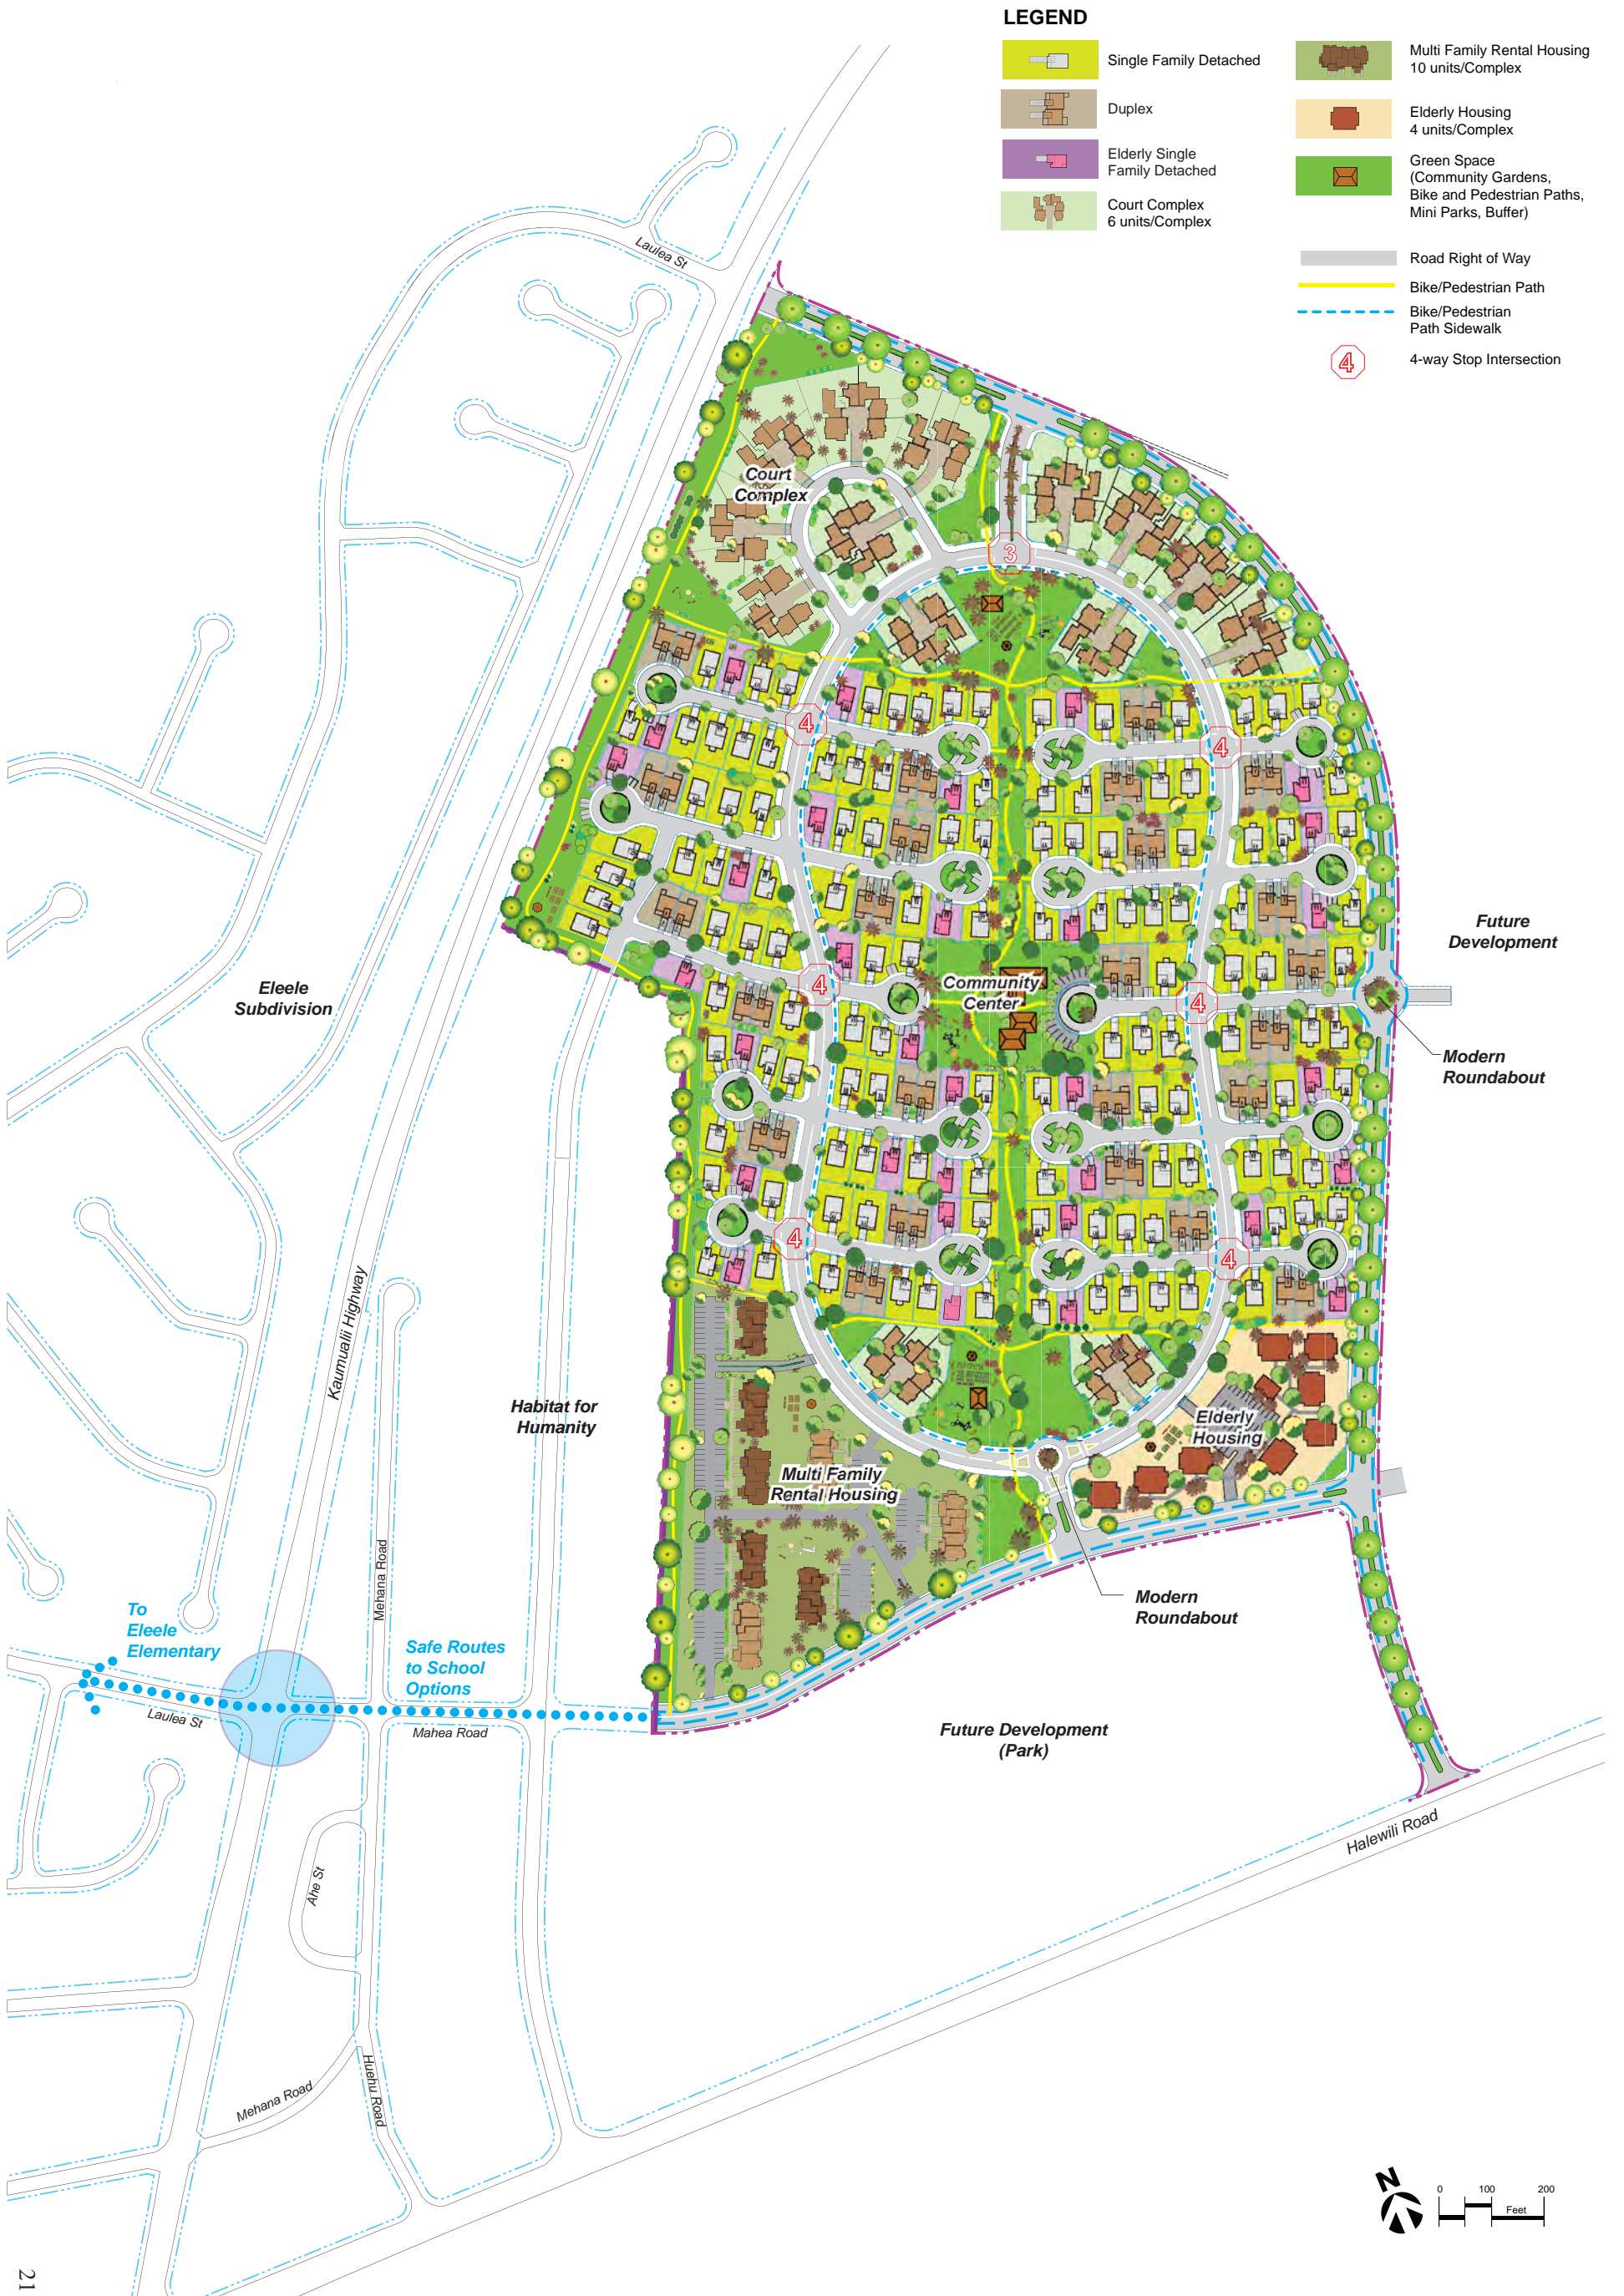 LEGEND
Single Family Detached
Duplex
Elderly Single
Family Detached
Court Complex
6 units/Complex
Multi Family Rental Housing
10 units/Complex
Elderly Housing
4 units/Complex
Green Space
(Community Gardens,
Bike and Pedestrian Paths,
Mini Parks, Buffer)
Road Right of Way
Bike/Pedestrian Path
Bike/Pedestrian
Path Sidewalk
4
4-way Stop Intersection
Laulea St
Court
Complex
3
4
4
Future
Development
Eleele
Subdivision
Community
Center
4
4
Modern
Roundabout
4
4
Kaumualii Highway
Habitat for
Humanity
Elderly
Housing
Multi Family
Rental Housing
Mehana Road
Modern
Roundabout
To
Eleele
Elementary
Safe Routes
to School
Options
Laulea St
Mahea Road
Future Development
(Park)
Halewili Road
Ahe St
Mehana Road
Huehu Road
N
0 100 200
Feet
21